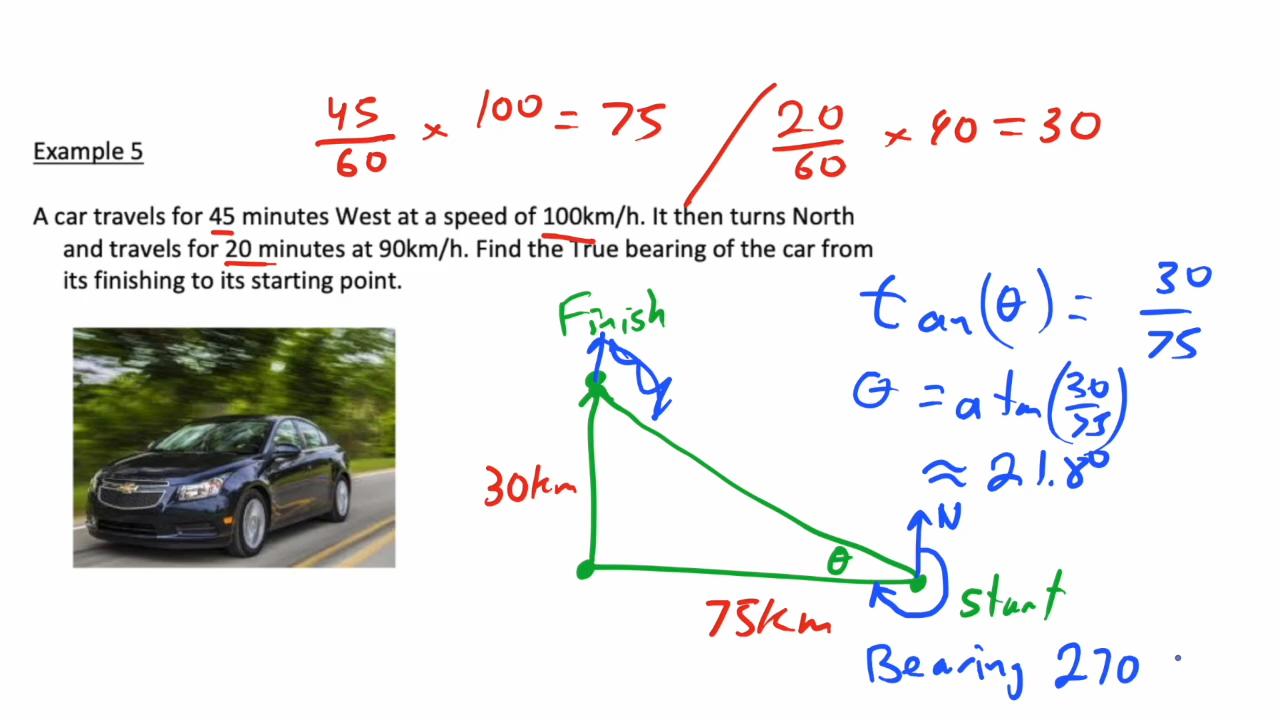 45/60 × 100 = 75 / 20/60 × 90 = 30
Example 5
A car travels for 45 minutes West at a speed of 100km/h. It then turns North
and travels for 20 minutes at 90km/h. Find the True bearing of the car from
its finishing to its starting point.
Finish
tan(θ) = 30/75
θ = atan(30/75)
≈ 21.8°
30km
N
θ
start
75km
Bearing 270